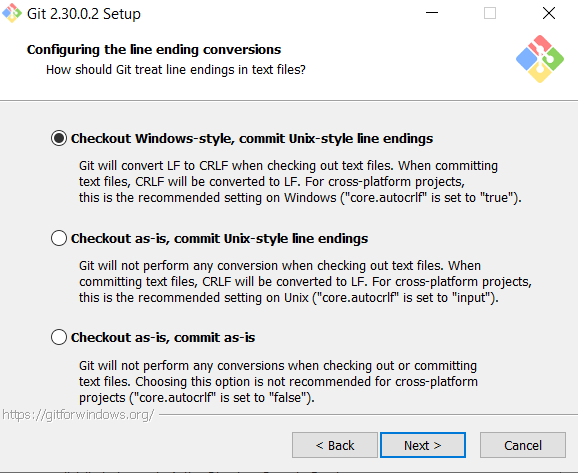 Git 2.30.0.2 Setup
Configuring the line ending conversions
How should Git treat line endings in text files?
Checkout Windows-style, commit Unix-style line endings
Git will convert LF to CRLF when checking out text files. When committing
text files, CRLF will be converted to LF. For cross-platform projects,
this is the recommended setting on Windows ("core.autocrlf" is set to "true").
Checkout as-is, commit Unix-style line endings
Git will not perform any conversion when checking out text files. When
committing text files, CRLF will be converted to LF. For cross-platform projects,
this is the recommended setting on Unix ("core.autocrlf" is set to "input").
Checkout as-is, commit as-is
Git will not perform any conversions when checking out or committing
text files. Choosing this option is not recommended for cross-platform
projects ("core.autocrlf" is set to "false").
https://gitforwindows.org/
< Back
Next >
Cancel